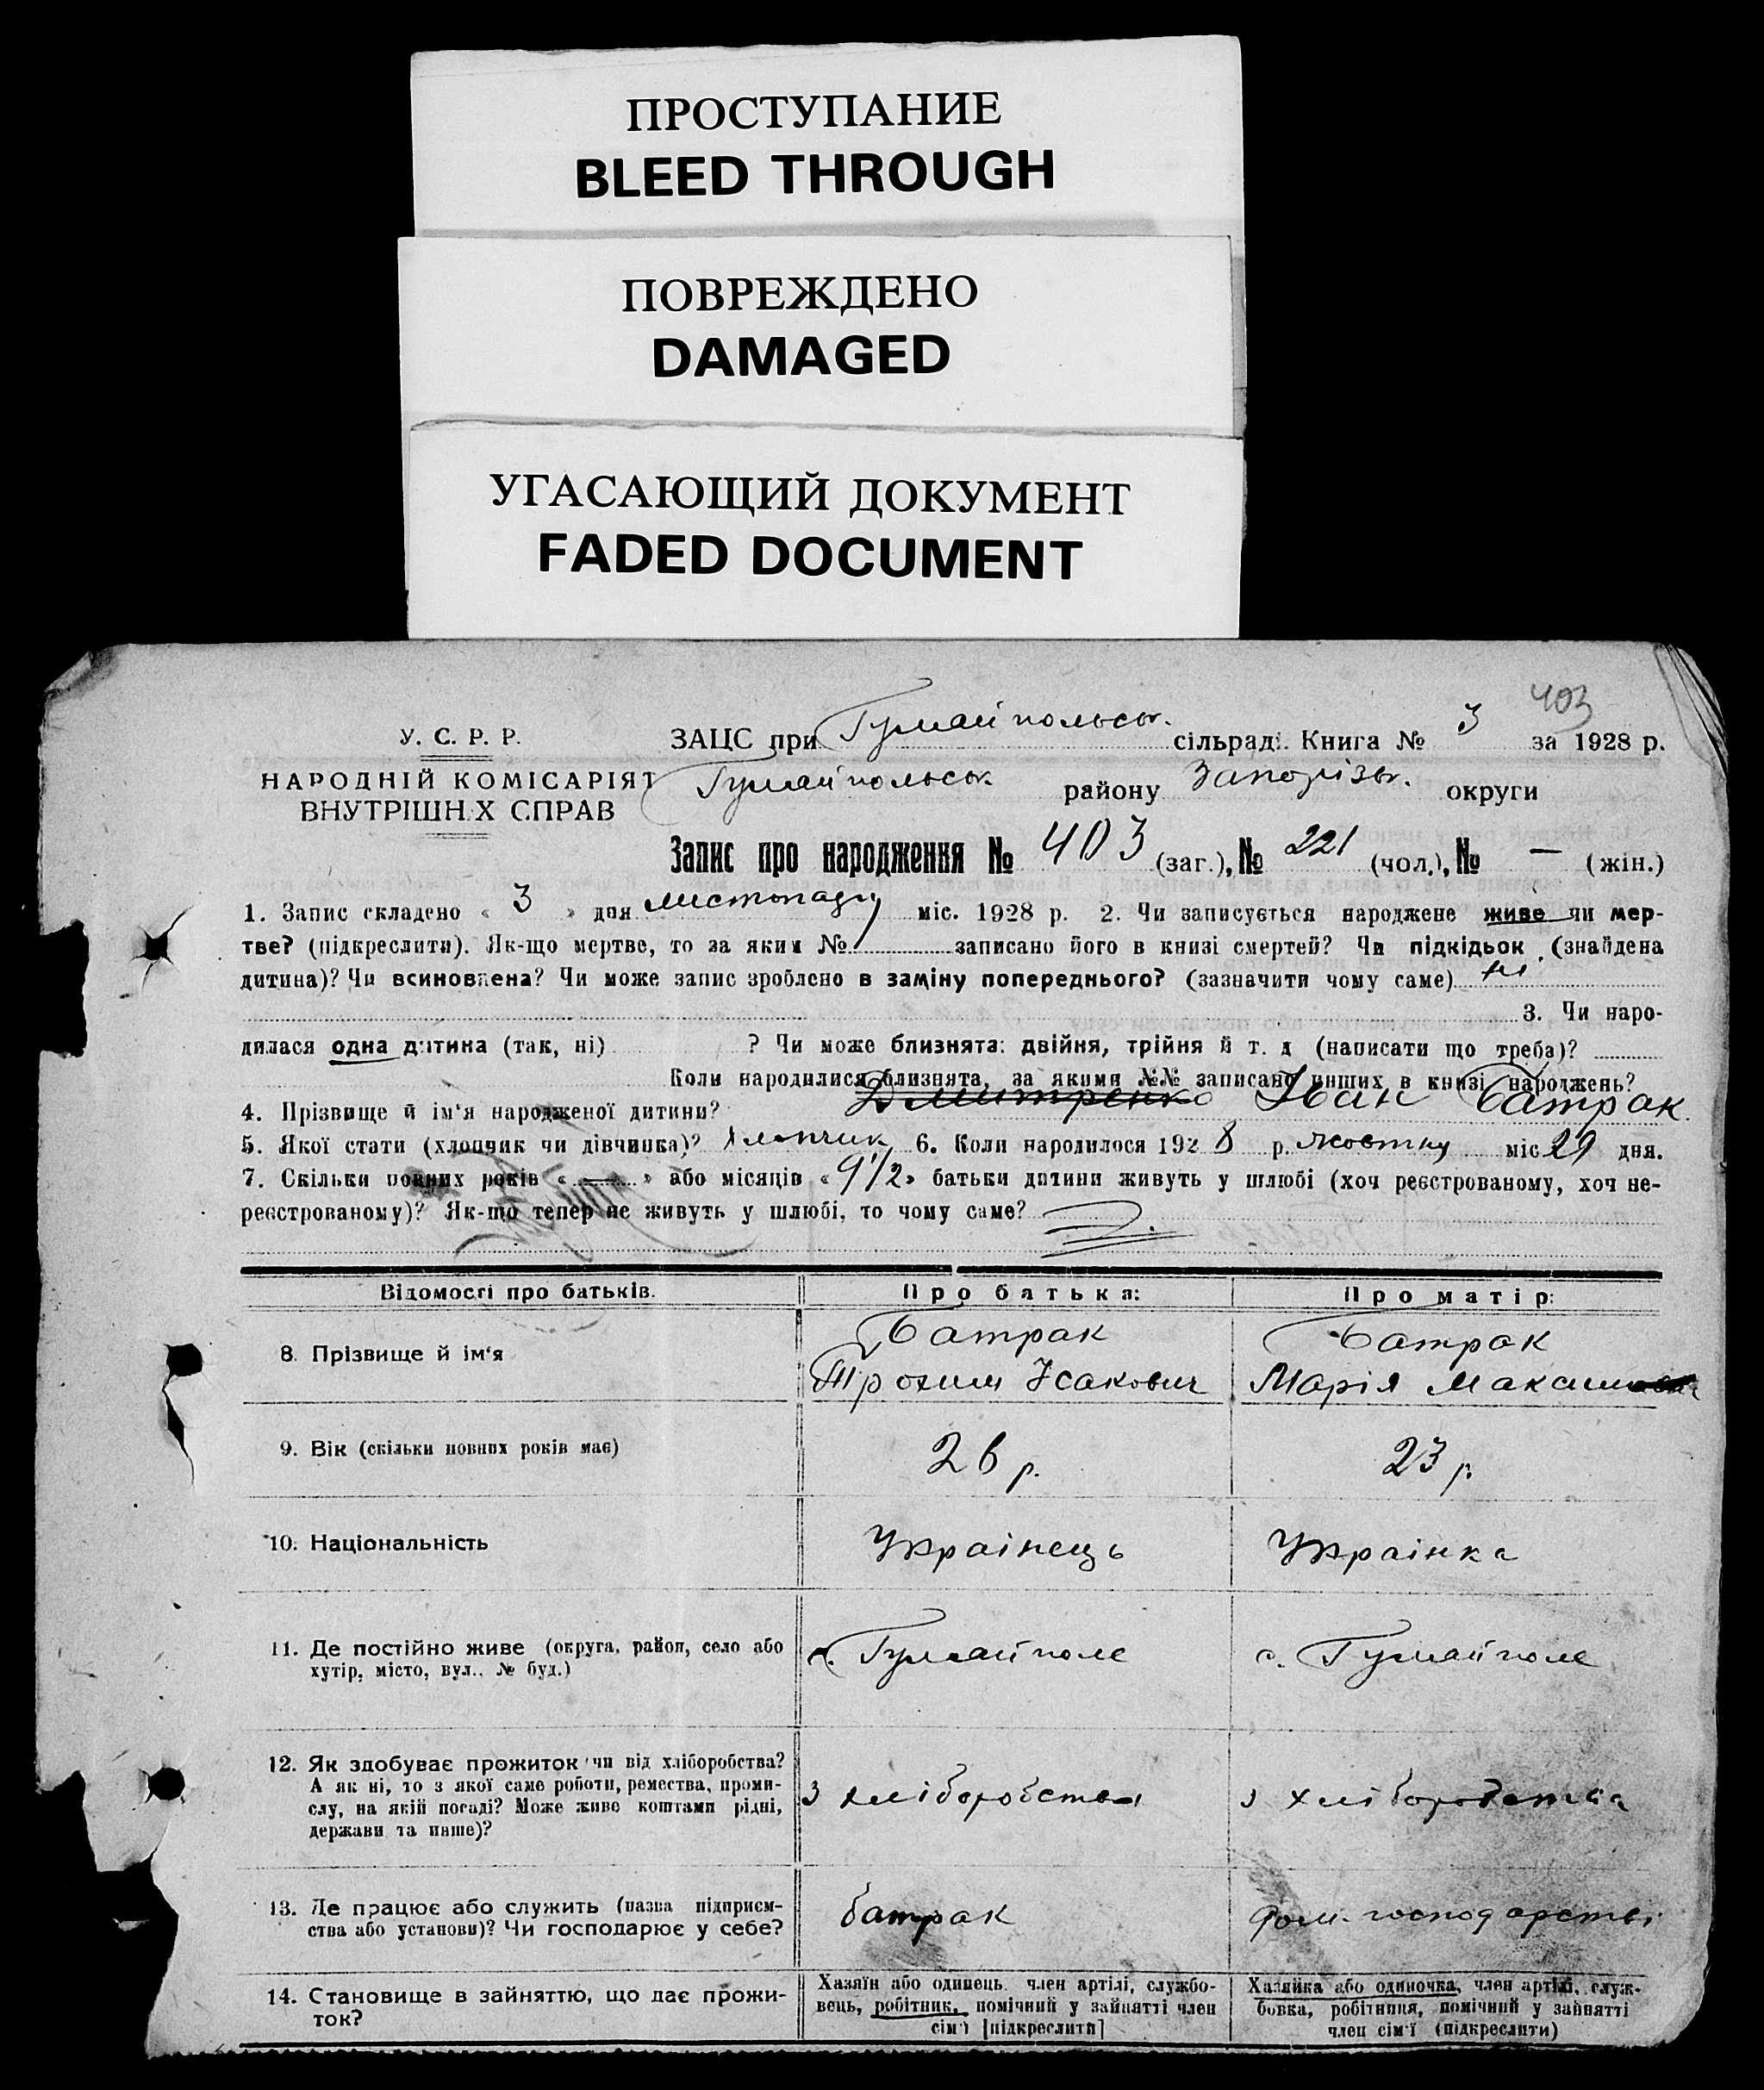 ПРОСТУПАНИЕ
BLEED THROUGH
ПОВРЕЖДЕНО
DAMAGED
УГАСАЮЩИЙ ДОКУМЕНТ
FADED DOCUMENT
403
У. С. Р. Р.
НАРОДНІЙ КОМІСАРІЯТ
ВНУТРІШН.Х СПРАВ
ЗАЦС при Гуляйпольськ. сільраді. Книга № 3 за 1928 р.
Гуляйпольськ району Запорізьк. округи
Запис про народження № 403 (заг.), № 221 (чол.), № — (жін.)
1. Запис складено « 3 » дня листопаду міс. 1928 р. 2. Чи записується народжене живе чи мер-
тве? (підкреслити). Як-що мертве, то за яким № записано його в книзі смертей? Чи підкідьок (знайдена
дитина)? Чи всиновлена? Чи може запис зроблено в заміну попереднього? (зазначити чому саме) ні
3. Чи наро-
дилася одна дитина (так, ні) ? Чи може близнята: двійня, трійня й т. д (написати що треба)?
Коли народилися близнята, за якими №№ записано инших в книзі народжень?
4. Прізвище й ім'я народженої дитини? Дмитренко Іван Батрак
5. Якої стати (хлопчик чи дівчинка)? Хлопчик 6. Коли народилося 1928 р. жовтня міс 29 дня.
7. Скільки повних років « — » або місяців « 9 1/2 » батьки дитини живуть у шлюбі (хоч реєстрованому, хоч не-
реєстрованому)? Як-що тепер не живуть у шлюбі, то чому саме?
Відомості про батьків. Про батька: Про матір:
8. Прізвище й ім'я
Батрак
Трохим Ісакович
Батрак
Марія Максим
9. Вік (скільки повних років має) 26 р. 23 р.
10. Національність Українець Українка
11. Де постійно живе (округа, район, село або
хутір, місто, вул., № буд.)
с. Гуляйполе
с. Гуляйполе
12. Як здобуває прожиток чи від хліборобства?
А як ні, то з якої саме роботи, ремества, проми-
слу, на якій посаді? Може живе коштами рідні,
держави та инше)?
з хліборобства
з хліборобства
13. Де працює або служить (назва підприєм-
ства або установи)? Чи господарює у себе?
батрак
дом. господарстві
14. Становище в зайняттю, що дає прожи-
ток?
Хазяїн або одинець, член артілі, службо-
вець, робітник, помічний у зайнятті член
сім'ї [підкреслити]
Хазяйка або одиночка, член артілі, служ-
бовка, робітниця, помічний у зайнятті
член сім'ї (підкреслити)